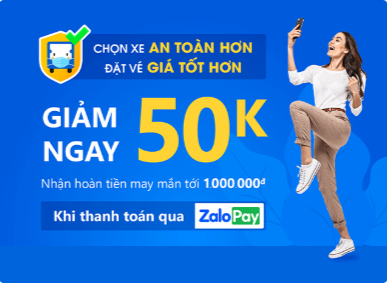 CHỌN XE AN TOÀN HƠN
ĐẶT VÉ GIÁ TỐT HƠN
GIẢM NGAY 50K
Nhận hoàn tiền may mắn tới 1.000.000đ
Khi thanh toán qua ZaloPay